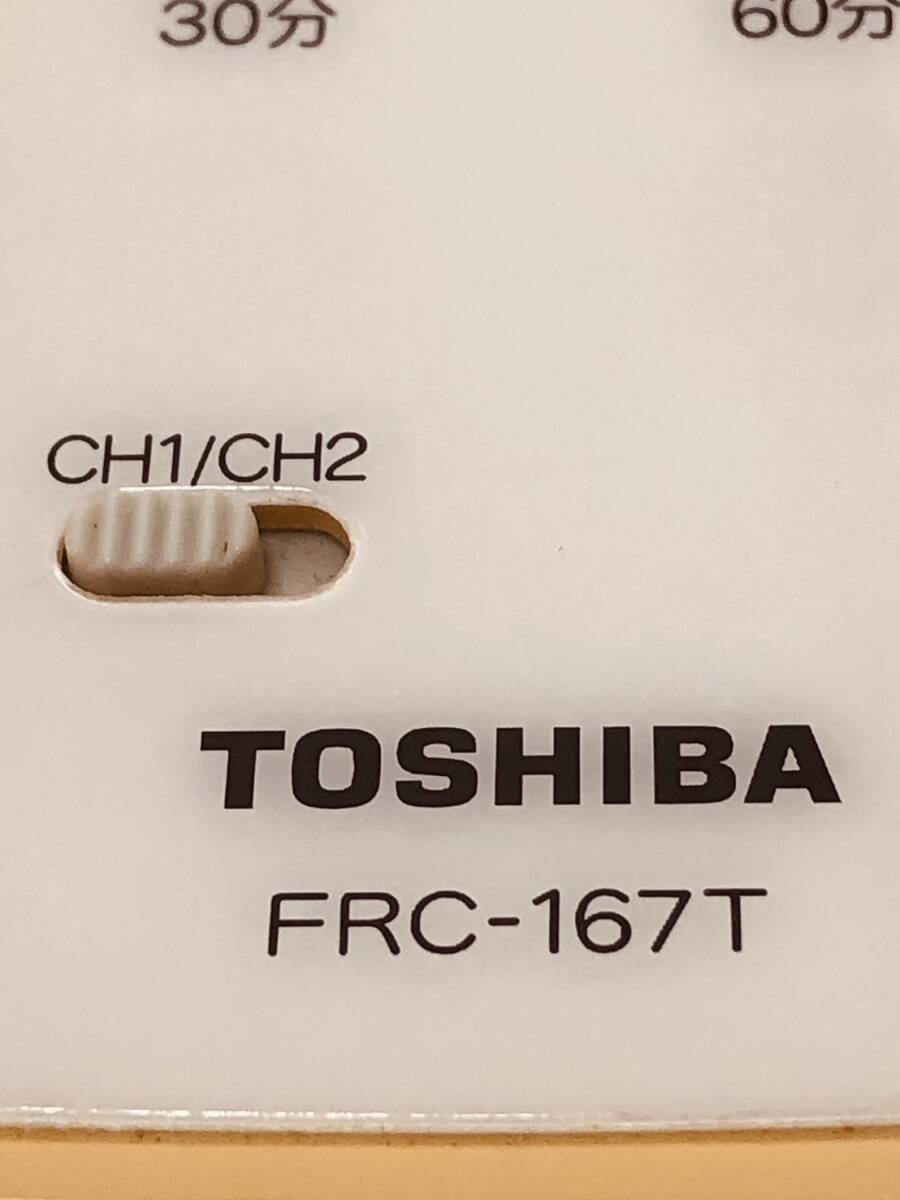 30分 60分
CH1/CH2
TOSHIBA
FRC-167T